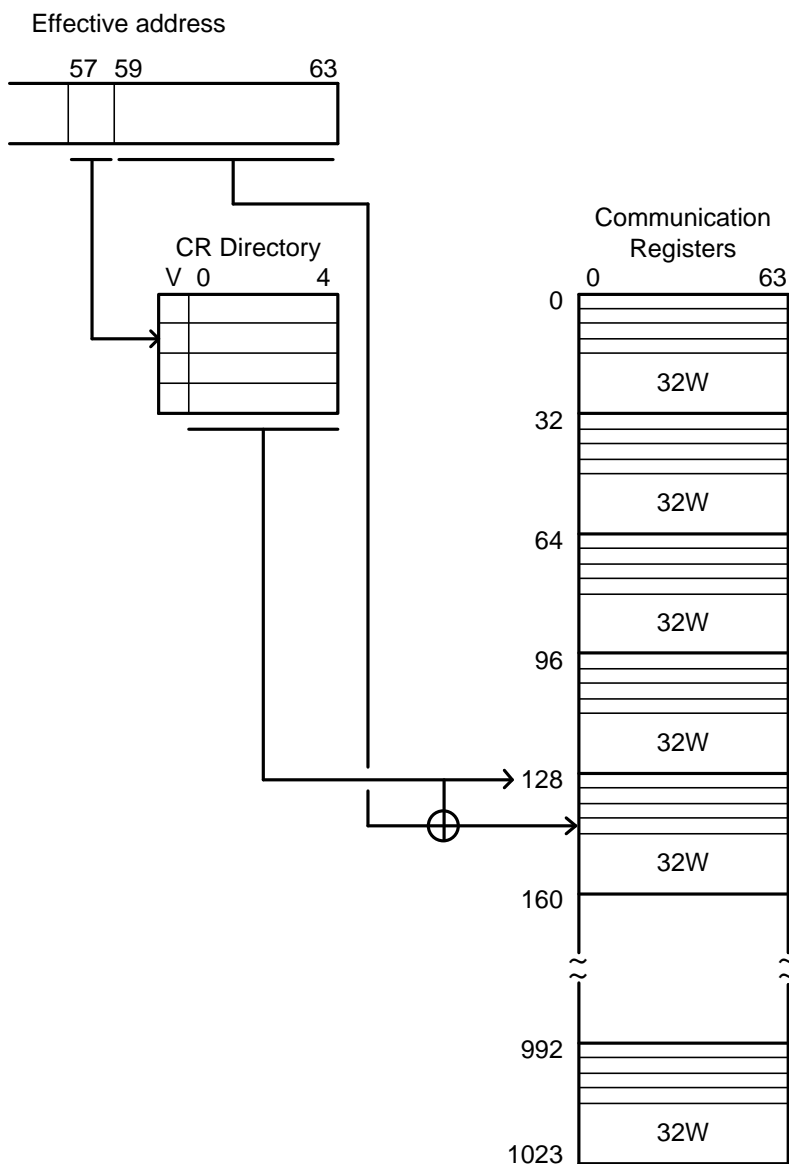 Effective address
57 59 63
Communication
Registers
CR Directory
V 0 4
0 63
0
32W
32
32W
64
32W
96
32W
128
32W
160
992
32W
1023